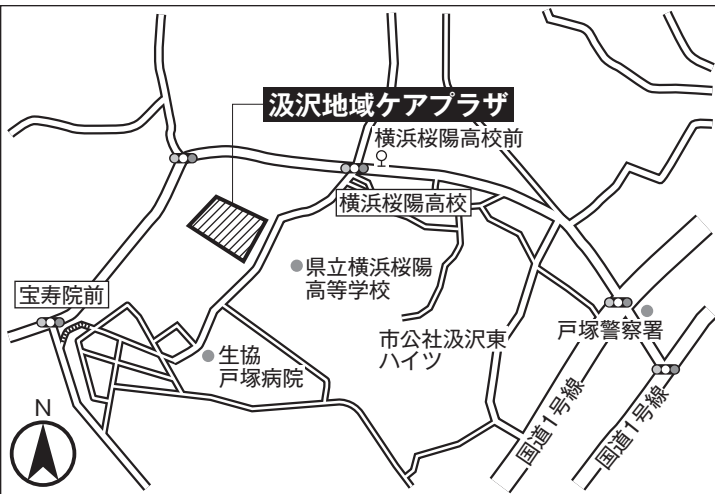 汲沢地域ケアプラザ
横浜桜陽高校前
横浜桜陽高校
県立横浜桜陽
高等学校
宝寿院前
生協
戸塚病院
市公社汲沢東
ハイツ
戸塚警察署
国道1号線
国道1号線
N